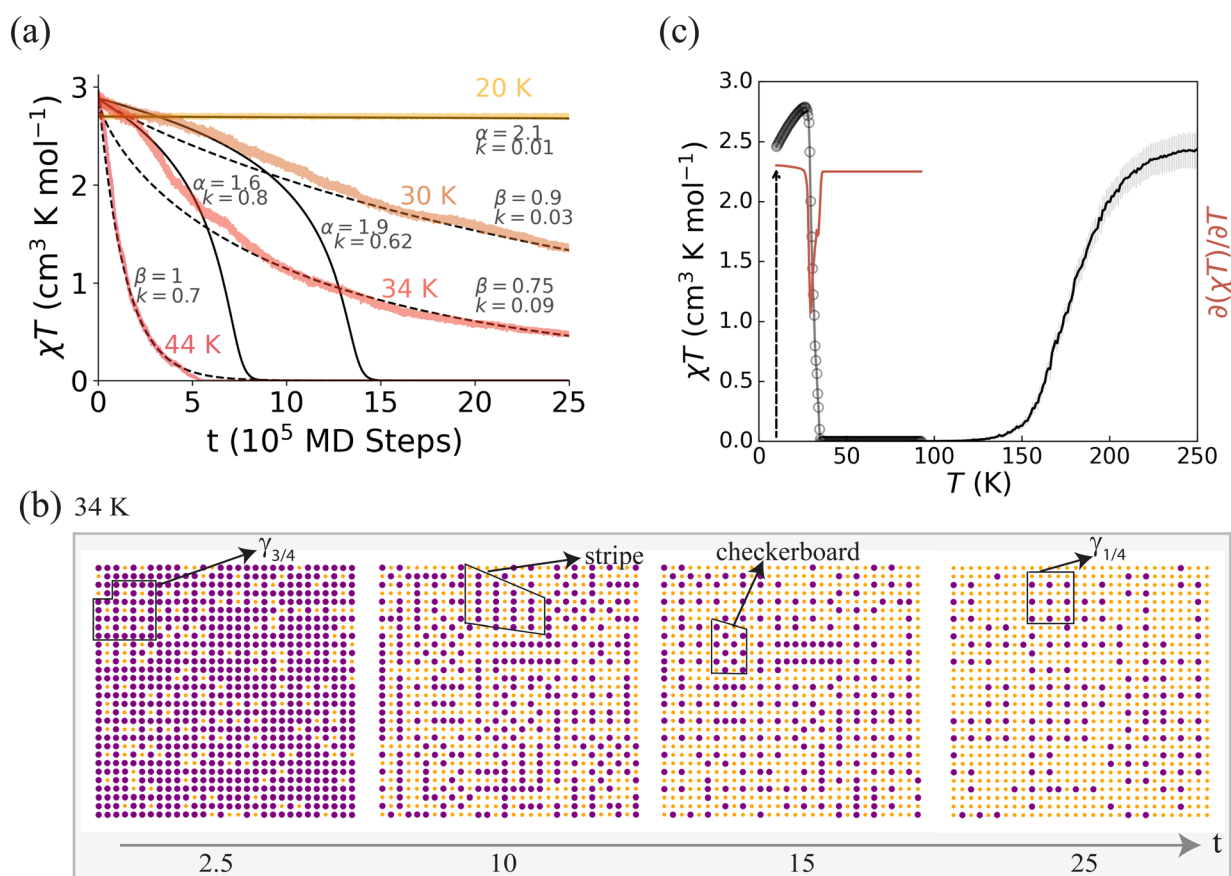 (a)
χT (cm³ K mol⁻¹)
3
2
1
0
20 K
α = 2.1
k = 0.01
α = 1.6
k = 0.8
30 K
β = 0.9
k = 0.03
α = 1.9
k = 0.62
β = 1
k = 0.7
34 K
β = 0.75
k = 0.09
44 K
0 5 10 15 20 25
t (10⁵ MD Steps)
(c)
χT (cm³ K mol⁻¹)
3.0
2.5
2.0
1.5
1.0
0.5
0.0
∂(χT)/∂T
0 50 100 150 200 250
T (K)
(b) 34 K
γ₃/₄
stripe
checkerboard
γ₁/₄
t
2.5 10 15 25